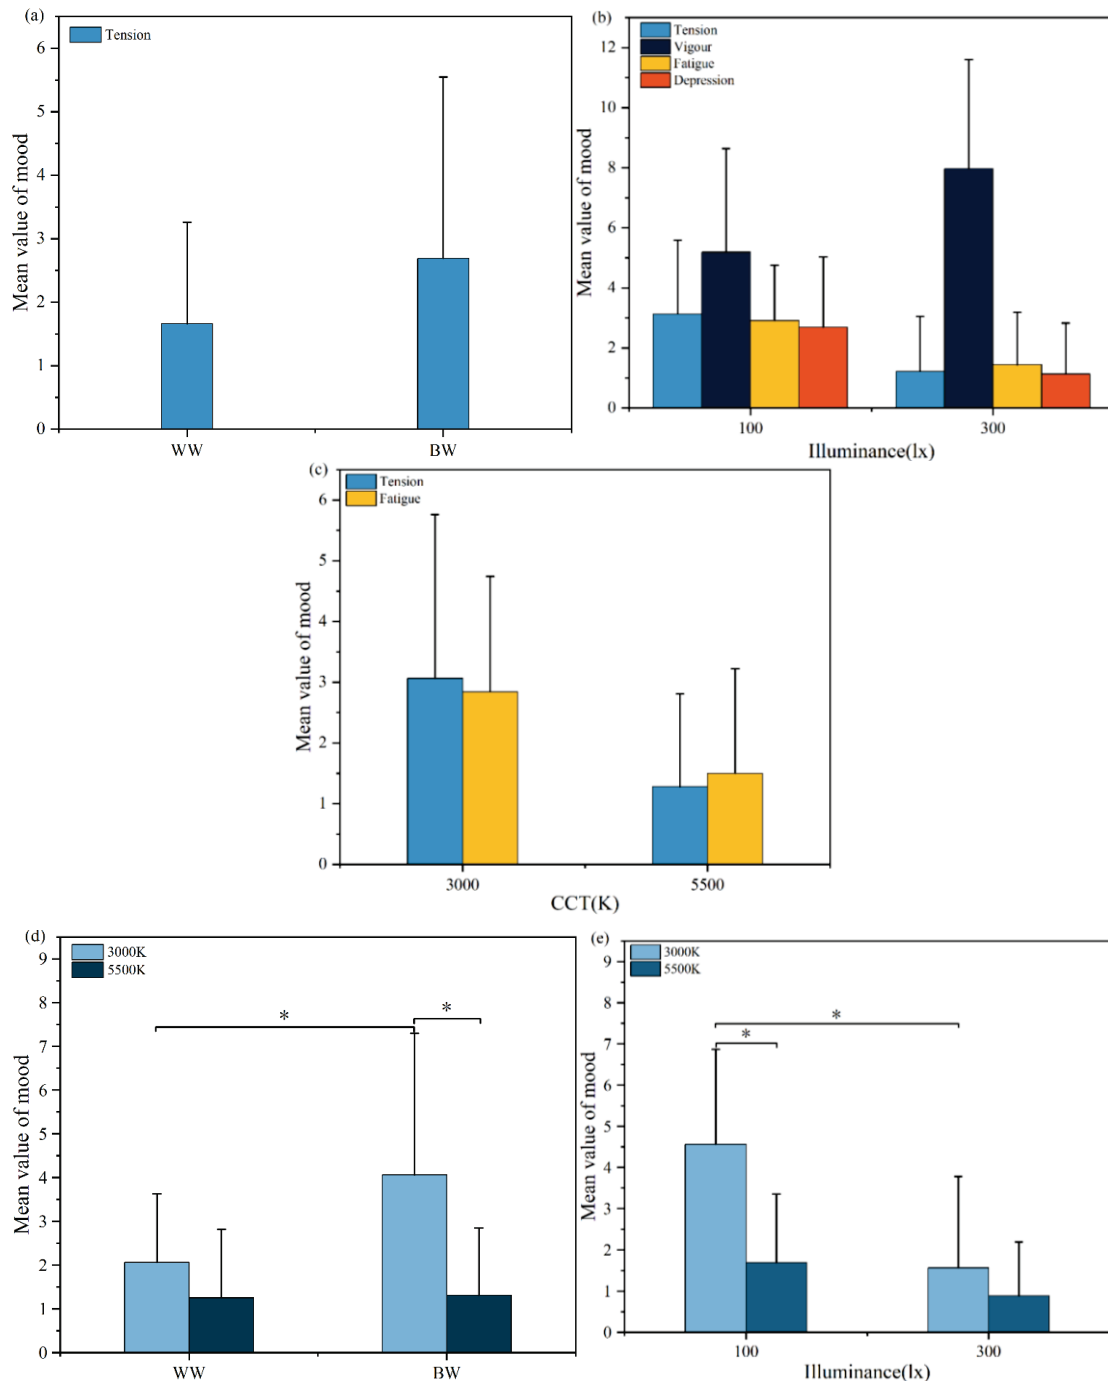 (a)
Tension
6
5
4
3
2
1
0
Mean value of mood
WW
BW
(b)
Tension
Vigour
Fatigue
Depression
12
10
8
6
4
2
0
Mean value of mood
100
300
Illuminance(lx)
(c)
Tension
Fatigue
6
5
4
3
2
1
0
Mean value of mood
3000
5500
CCT(K)
(d)
3000K
5500K
9
8
7
6
5
4
3
2
1
0
Mean value of mood
*
*
WW
BW
(e)
3000K
5500K
9
8
7
6
5
4
3
2
1
0
Mean value of mood
*
*
100
300
Illuminance(lx)